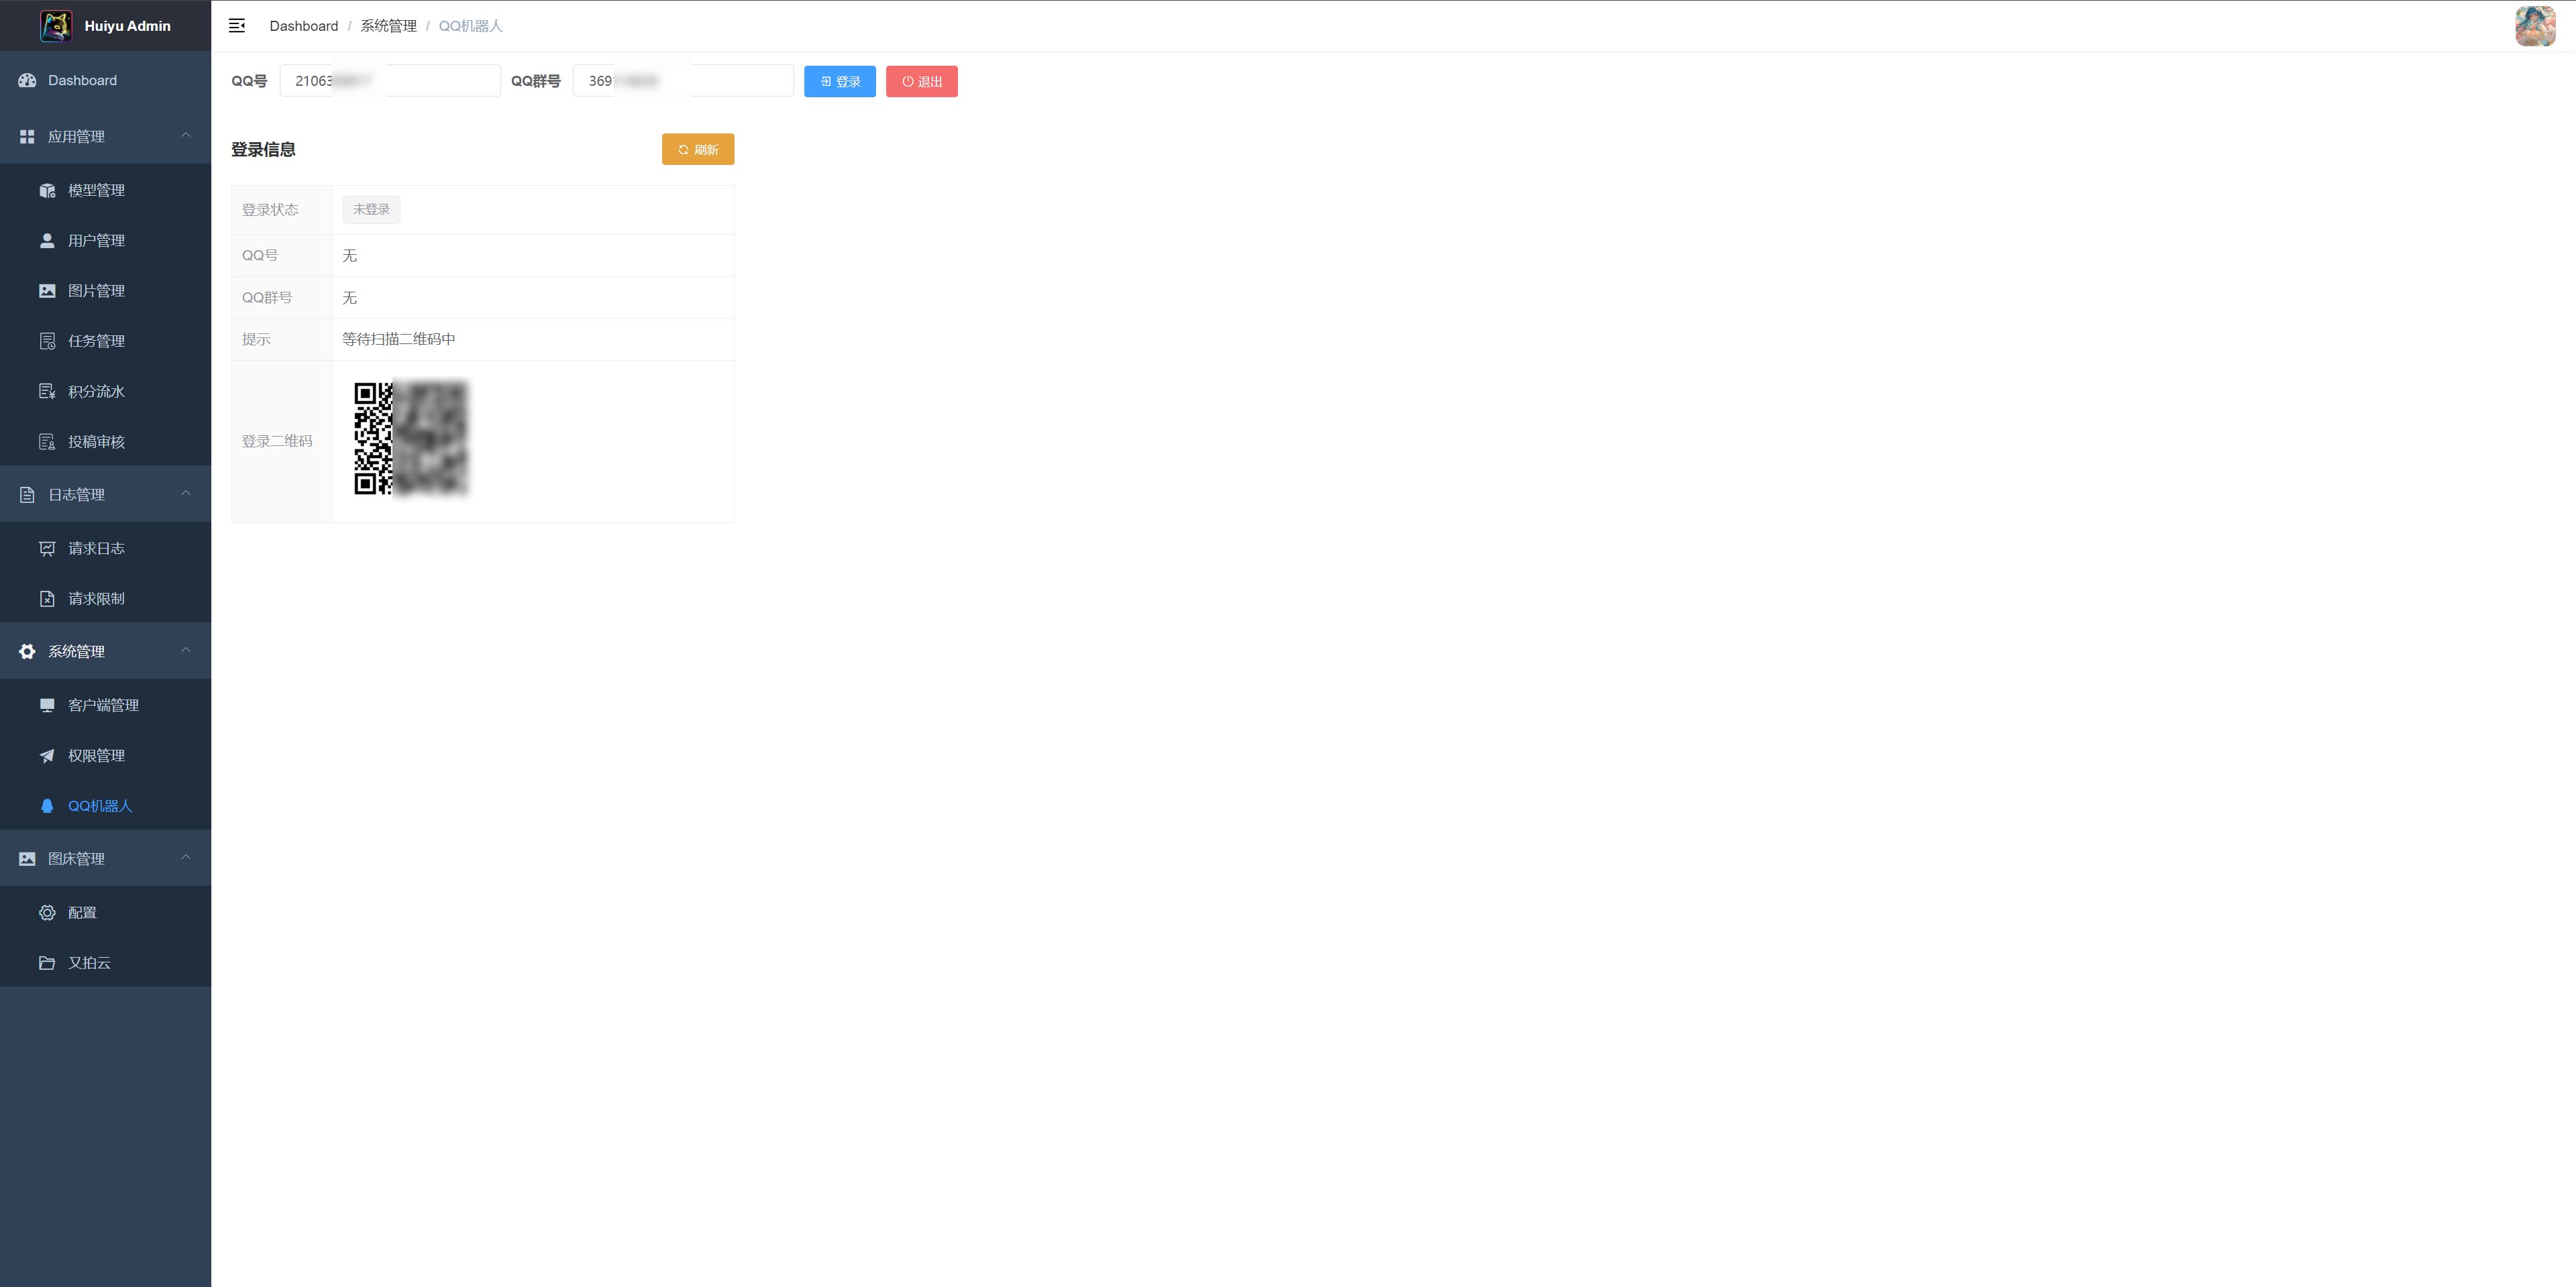 Huiyu Admin
Dashboard / 系统管理 / QQ机器人
Dashboard
应用管理
模型管理
用户管理
图片管理
任务管理
积分流水
投稿审核
日志管理
请求日志
请求限制
系统管理
客户端管理
权限管理
QQ机器人
图床管理
配置
又拍云
QQ号 21063 QQ群号 369 登录 退出
登录信息 刷新
登录状态 未登录
QQ号 无
QQ群号 无
提示 等待扫描二维码中
登录二维码